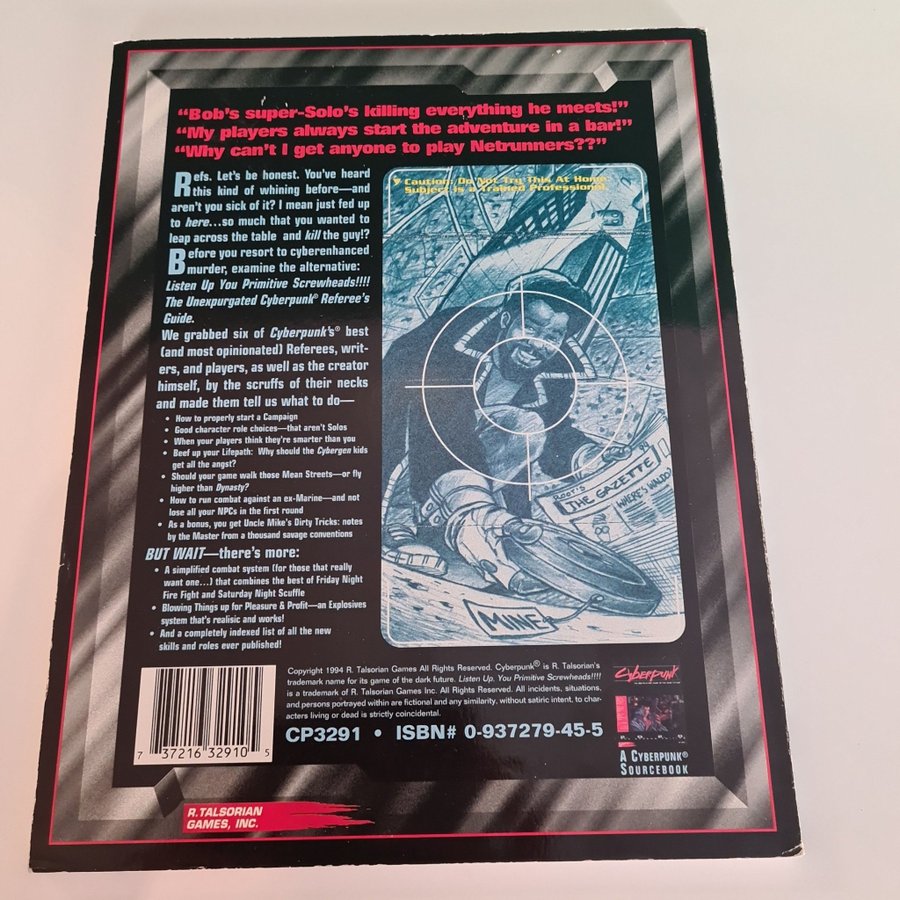 “Bob’s super-Solo’s killing everything he meets!”
“My players always start the adventure in a bar!”
“Why can’t I get anyone to play Netrunners??”
Refs. Let’s be honest. You’ve heard
this kind of whining before—and
aren’t you sick of it? I mean just fed up
to here...so much that you wanted to
leap across the table and kill the guy!?
Before you resort to cyberenhanced
murder, examine the alternative:
Listen Up You Primitive Screwheads!!!!
The Unexpurgated Cyberpunk® Referee’s
Guide.
We grabbed six of Cyberpunk’s® best
(and most opinionated) Referees, writ-
ers, and players, as well as the creator
himself, by the scruffs of their necks
and made them tell us what to do—
• How to properly start a Campaign
• Good character role choices—that aren’t Solos
• When your players think they’re smarter than you
• Beef up your Lifepath: Why should the Cybergen kids
get all the angst?
• Should your game walk those Mean Streets—or fly
higher than Dynasty?
• How to run combat against an ex-Marine—and not
lose all your NPCs in the first round
• As a bonus, you get Uncle Mike’s Dirty Tricks: notes
by the Master from a thousand savage conventions
BUT WAIT—there’s more:
• A simplified combat system (for those that really
want one...) that combines the best of Friday Night
Fire Fight and Saturday Night Scuffle
• Blowing Things up for Pleasure & Profit—an Explosives
system that’s realisic and works!
• And a completely indexed list of all the new
skills and roles ever published!
Caution: Do Not Try This At Home.
Subject is a Trained Professional.
THE GAZETTE
WHERE'S WALDO
MINE
7 37216 32910 5
Copyright 1994 R. Talsorian Games All Rights Reserved. Cyberpunk® is R. Talsorian’s
trademark name for its game of the dark future. Listen Up, You Primitive Screwheads!!!!
is a trademark of R. Talsorian Games Inc. All Rights Reserved. All incidents, situations,
and persons portrayed within are fictional and any similarity, without satiric intent, to char-
acters living or dead is strictly coincidental.
CP3291 • ISBN# 0-937279-45-5
CYBERPUNK
A CYBERPUNK®
SOURCEBOOK
R.TALSORIAN
GAMES, INC.